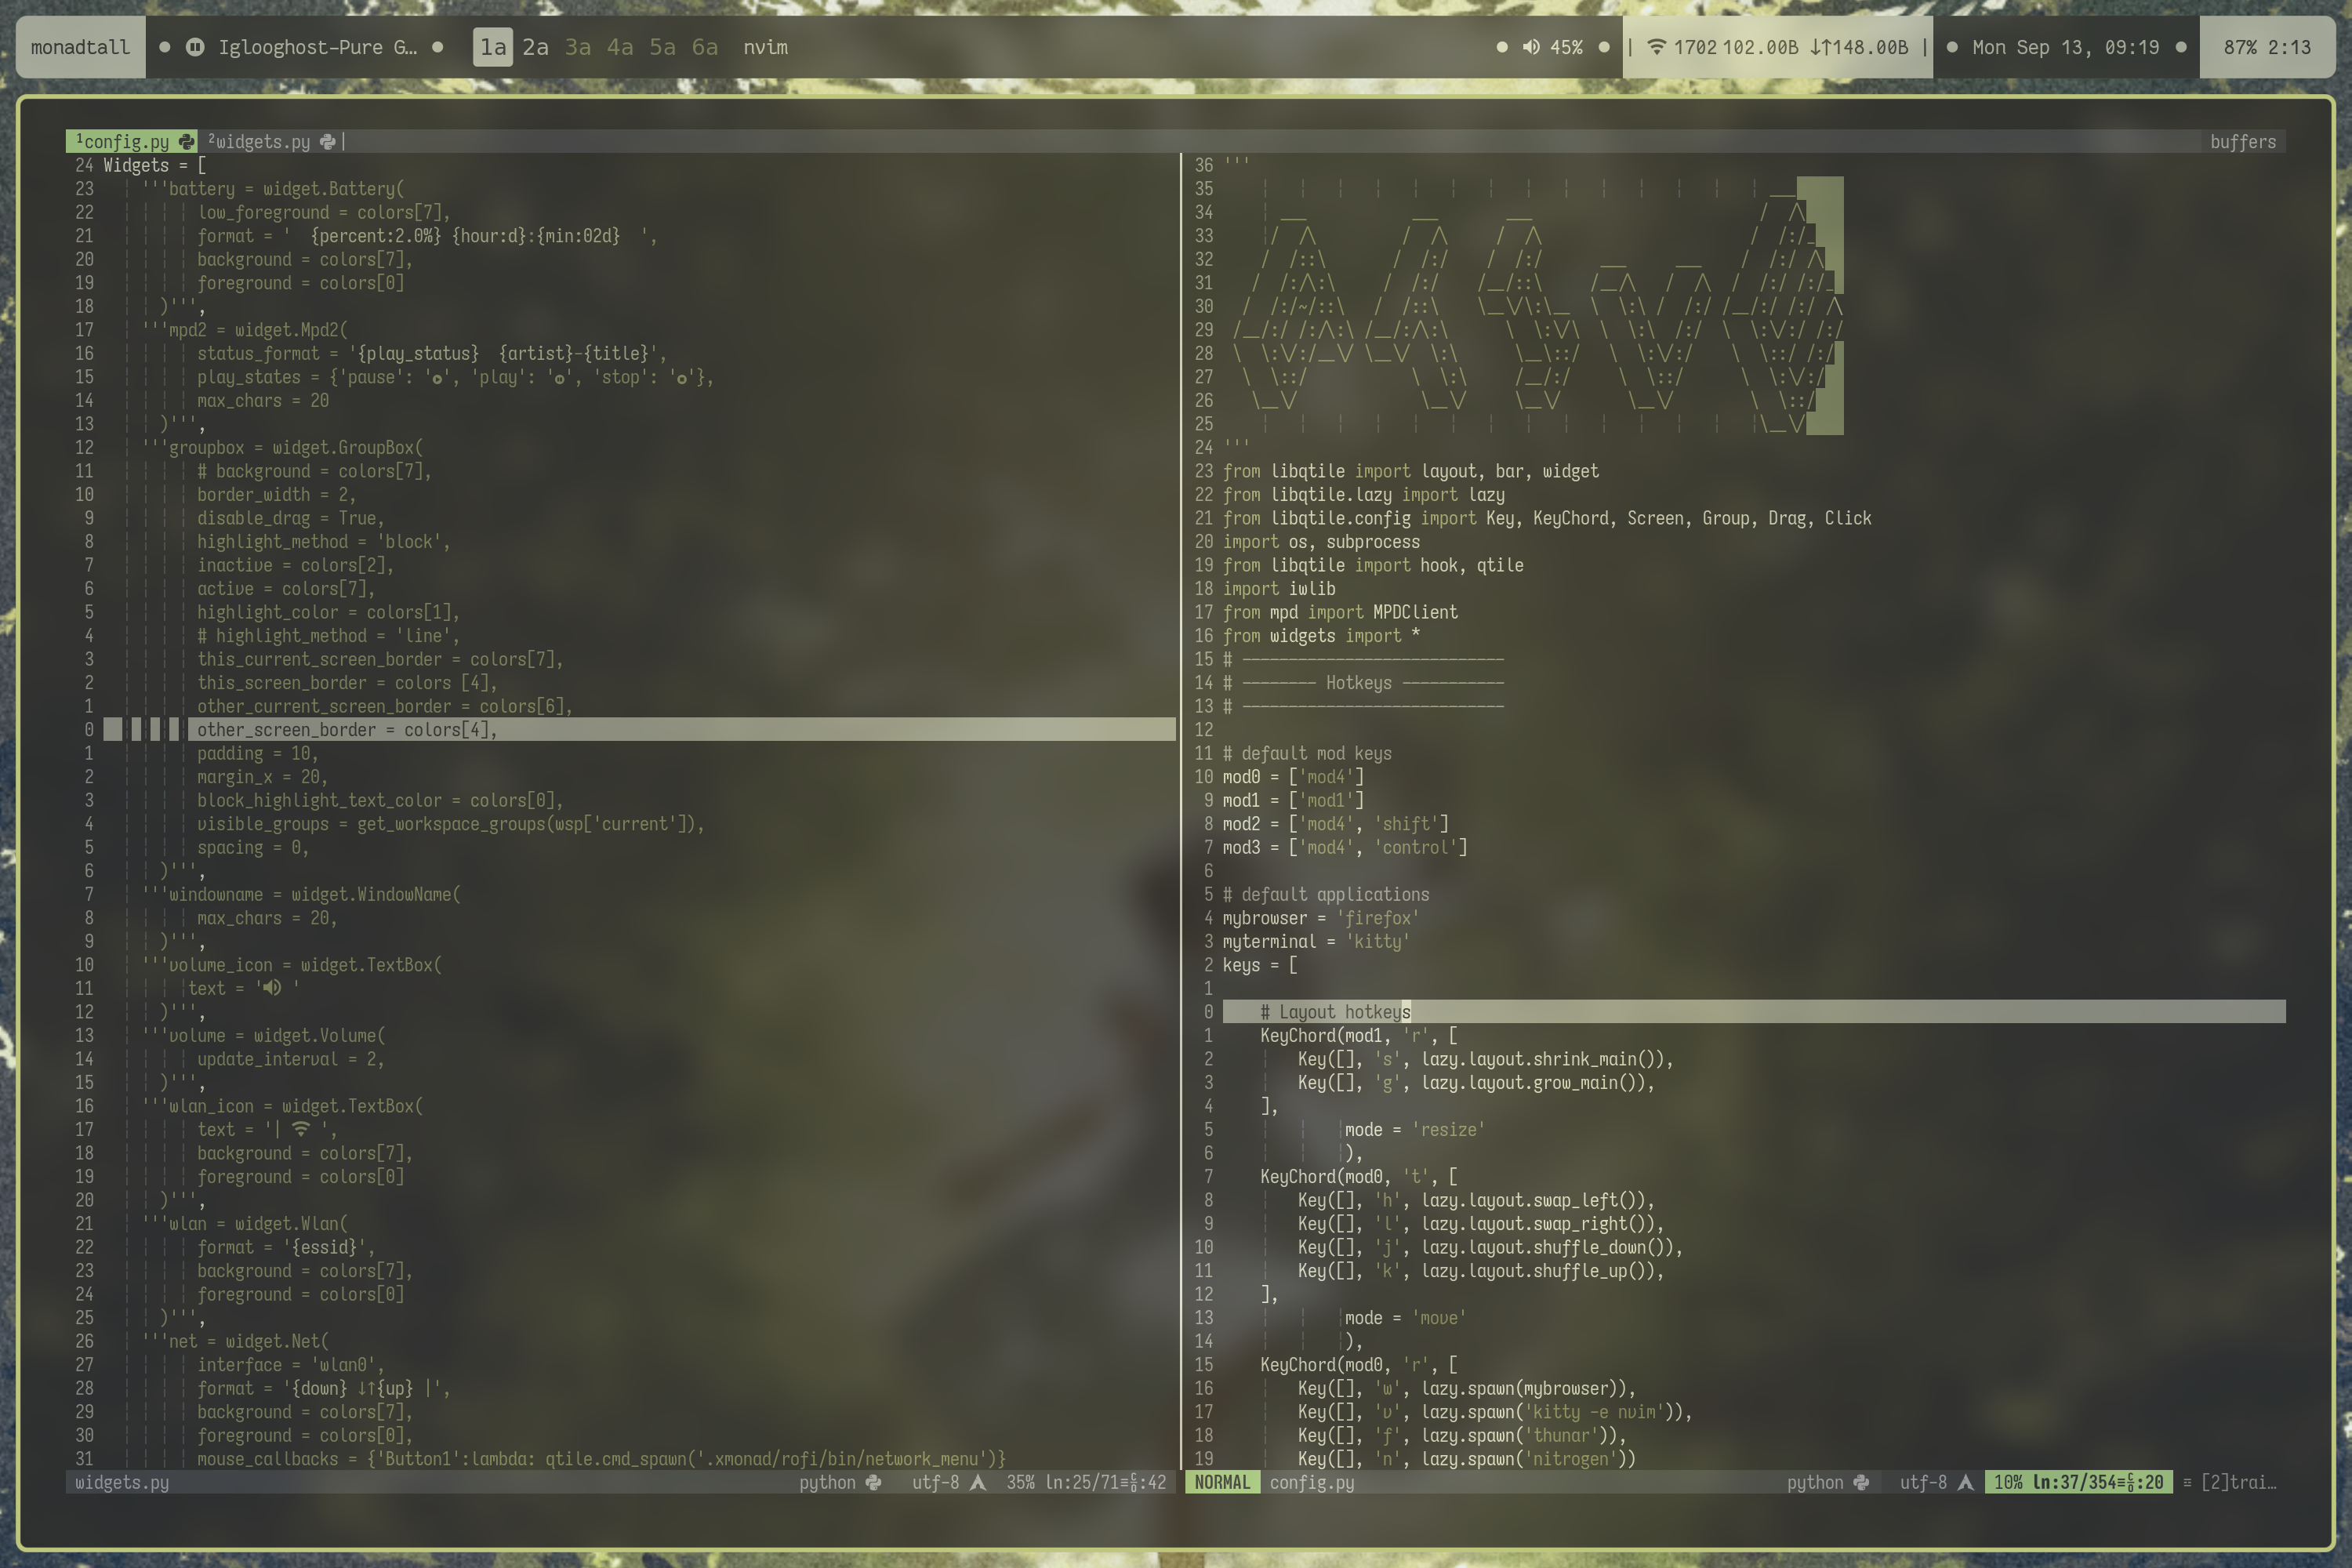 monadtall ● Iglooghost-Pure G… ● 1a 2a 3a 4a 5a 6a nvim ● 45% ● | 1702 102.00B ↓↑148.00B | ● Mon Sep 13, 09:19 ● 87% 2:13
¹config.py ²widgets.py | buffers
24 Widgets = [
23 '''battery = widget.Battery(
22 low_foreground = colors[7],
21 format = '  {percent:2.0%} {hour:d}:{min:02d}  ',
20 background = colors[7],
19 foreground = colors[0]
18 )''',
17 '''mpd2 = widget.Mpd2(
16 status_format = '{play_status}  {artist}-{title}',
15 play_states = {'pause': '', 'play': '', 'stop': ''},
14 max_chars = 20
13 )''',
12 '''groupbox = widget.GroupBox(
11 # background = colors[7],
10 border_width = 2,
9 disable_drag = True,
8 highlight_method = 'block',
7 inactive = colors[2],
6 active = colors[7],
5 highlight_color = colors[1],
4 # highlight_method = 'line',
3 this_current_screen_border = colors[7],
2 this_screen_border = colors [4],
1 other_current_screen_border = colors[6],
0 other_screen_border = colors[4],
1 padding = 10,
2 margin_x = 20,
3 block_highlight_text_color = colors[0],
4 visible_groups = get_workspace_groups(wsp['current']),
5 spacing = 0,
6 )''',
7 '''windowname = widget.WindowName(
8 max_chars = 20,
9 )''',
10 '''volume_icon = widget.TextBox(
11 text = ' '
12 )''',
13 '''volume = widget.Volume(
14 update_interval = 2,
15 )''',
16 '''wlan_icon = widget.TextBox(
17 text = '|  ',
18 background = colors[7],
19 foreground = colors[0]
20 )''',
21 '''wlan = widget.Wlan(
22 format = '{essid}',
23 background = colors[7],
24 foreground = colors[0]
25 )''',
26 '''net = widget.Net(
27 interface = 'wlan0',
28 format = '{down} ↓↑{up} |',
29 background = colors[7],
30 foreground = colors[0],
31 mouse_callbacks = {'Button1':lambda: qtile.cmd_spawn('.xmonad/rofi/bin/network_menu')}
widgets.py python utf-8 35% ln:25/71≡:42
36 '''
35
34
33
32
31
30
29
28
27
26
25
24 '''
23 from libqtile import layout, bar, widget
22 from libqtile.lazy import lazy
21 from libqtile.config import Key, KeyChord, Screen, Group, Drag, Click
20 import os, subprocess
19 from libqtile import hook, qtile
18 import iwlib
17 from mpd import MPDClient
16 from widgets import *
15 # ----------------------------
14 # -------- Hotkeys -----------
13 # ----------------------------
12
11 # default mod keys
10 mod0 = ['mod4']
9 mod1 = ['mod1']
8 mod2 = ['mod4', 'shift']
7 mod3 = ['mod4', 'control']
6
5 # default applications
4 mybrowser = 'firefox'
3 myterminal = 'kitty'
2 keys = [
1
0 # Layout hotkeys
1 KeyChord(mod1, 'r', [
2 Key([], 's', lazy.layout.shrink_main()),
3 Key([], 'g', lazy.layout.grow_main()),
4 ],
5 mode = 'resize'
6 ),
7 KeyChord(mod0, 't', [
8 Key([], 'h', lazy.layout.swap_left()),
9 Key([], 'l', lazy.layout.swap_right()),
10 Key([], 'j', lazy.layout.shuffle_down()),
11 Key([], 'k', lazy.layout.shuffle_up()),
12 ],
13 mode = 'move'
14 ),
15 KeyChord(mod0, 'r', [
16 Key([], 'w', lazy.spawn(mybrowser)),
17 Key([], 'v', lazy.spawn('kitty -e nvim')),
18 Key([], 'f', lazy.spawn('thunar')),
19 Key([], 'n', lazy.spawn('nitrogen'))
NORMAL config.py python utf-8 10% ln:37/354≡:20 ≡ [2]trai…